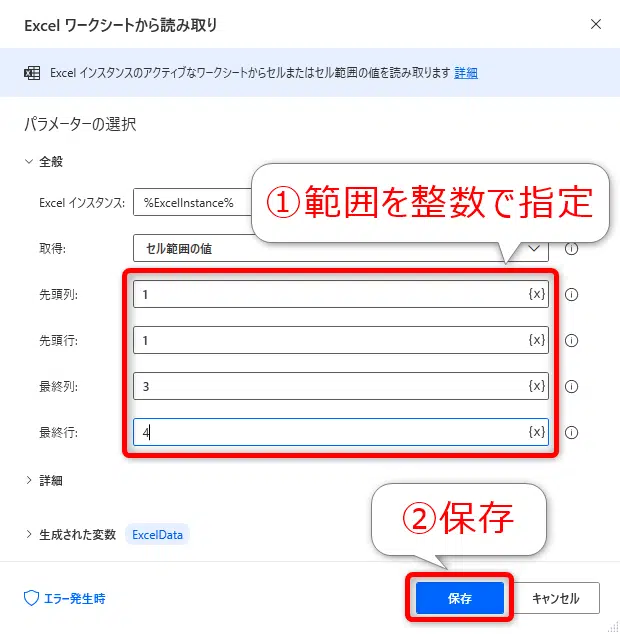 Excel ワークシートから読み取り
Excel インスタンスのアクティブなワークシートからセルまたはセル範囲の値を読み取ります 詳細
パラメーターの選択
全般
Excel インスタンス: %ExcelInstance%
①範囲を整数で指定
取得: セル範囲の値
先頭列: 1 {x}
先頭行: 1 {x}
最終列: 3 {x}
最終行: 4 {x}
詳細
生成された変数 ExcelData
②保存
エラー発生時 保存 キャンセル